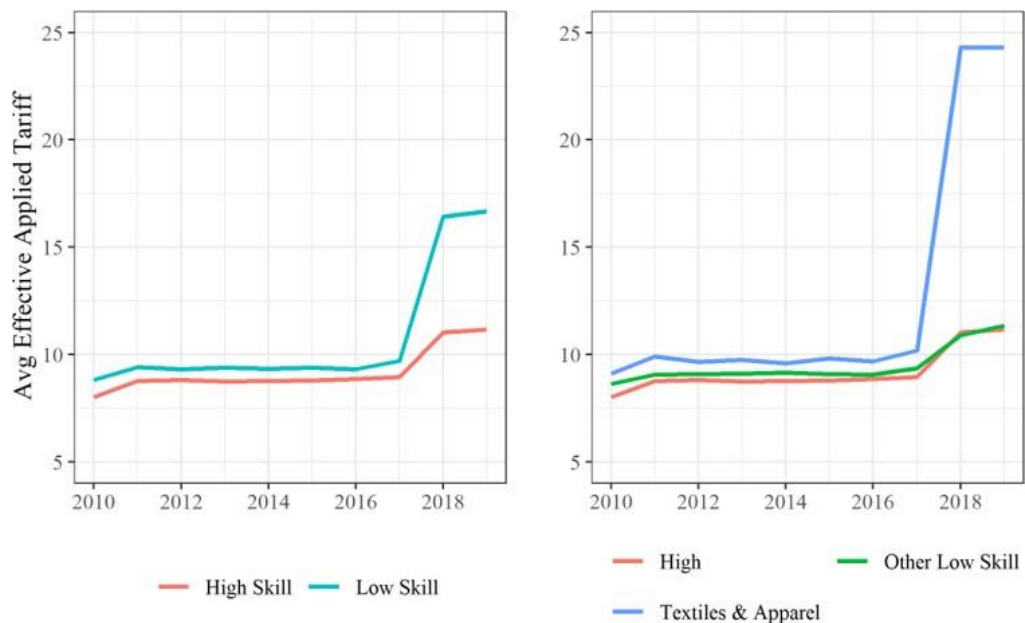 Avg Effective Applied Tariff
25
20
15
10
5
2010 2012 2014 2016 2018
High Skill Low Skill
25
20
15
10
5
2010 2012 2014 2016 2018
High Other Low Skill
Textiles & Apparel